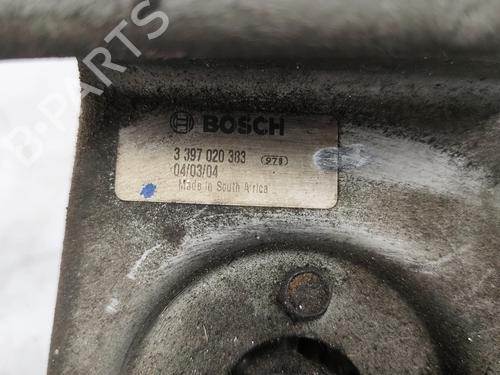 B-PARTS
BOSCH
3 397 020 383 978
04/03/04
Made in South Africa